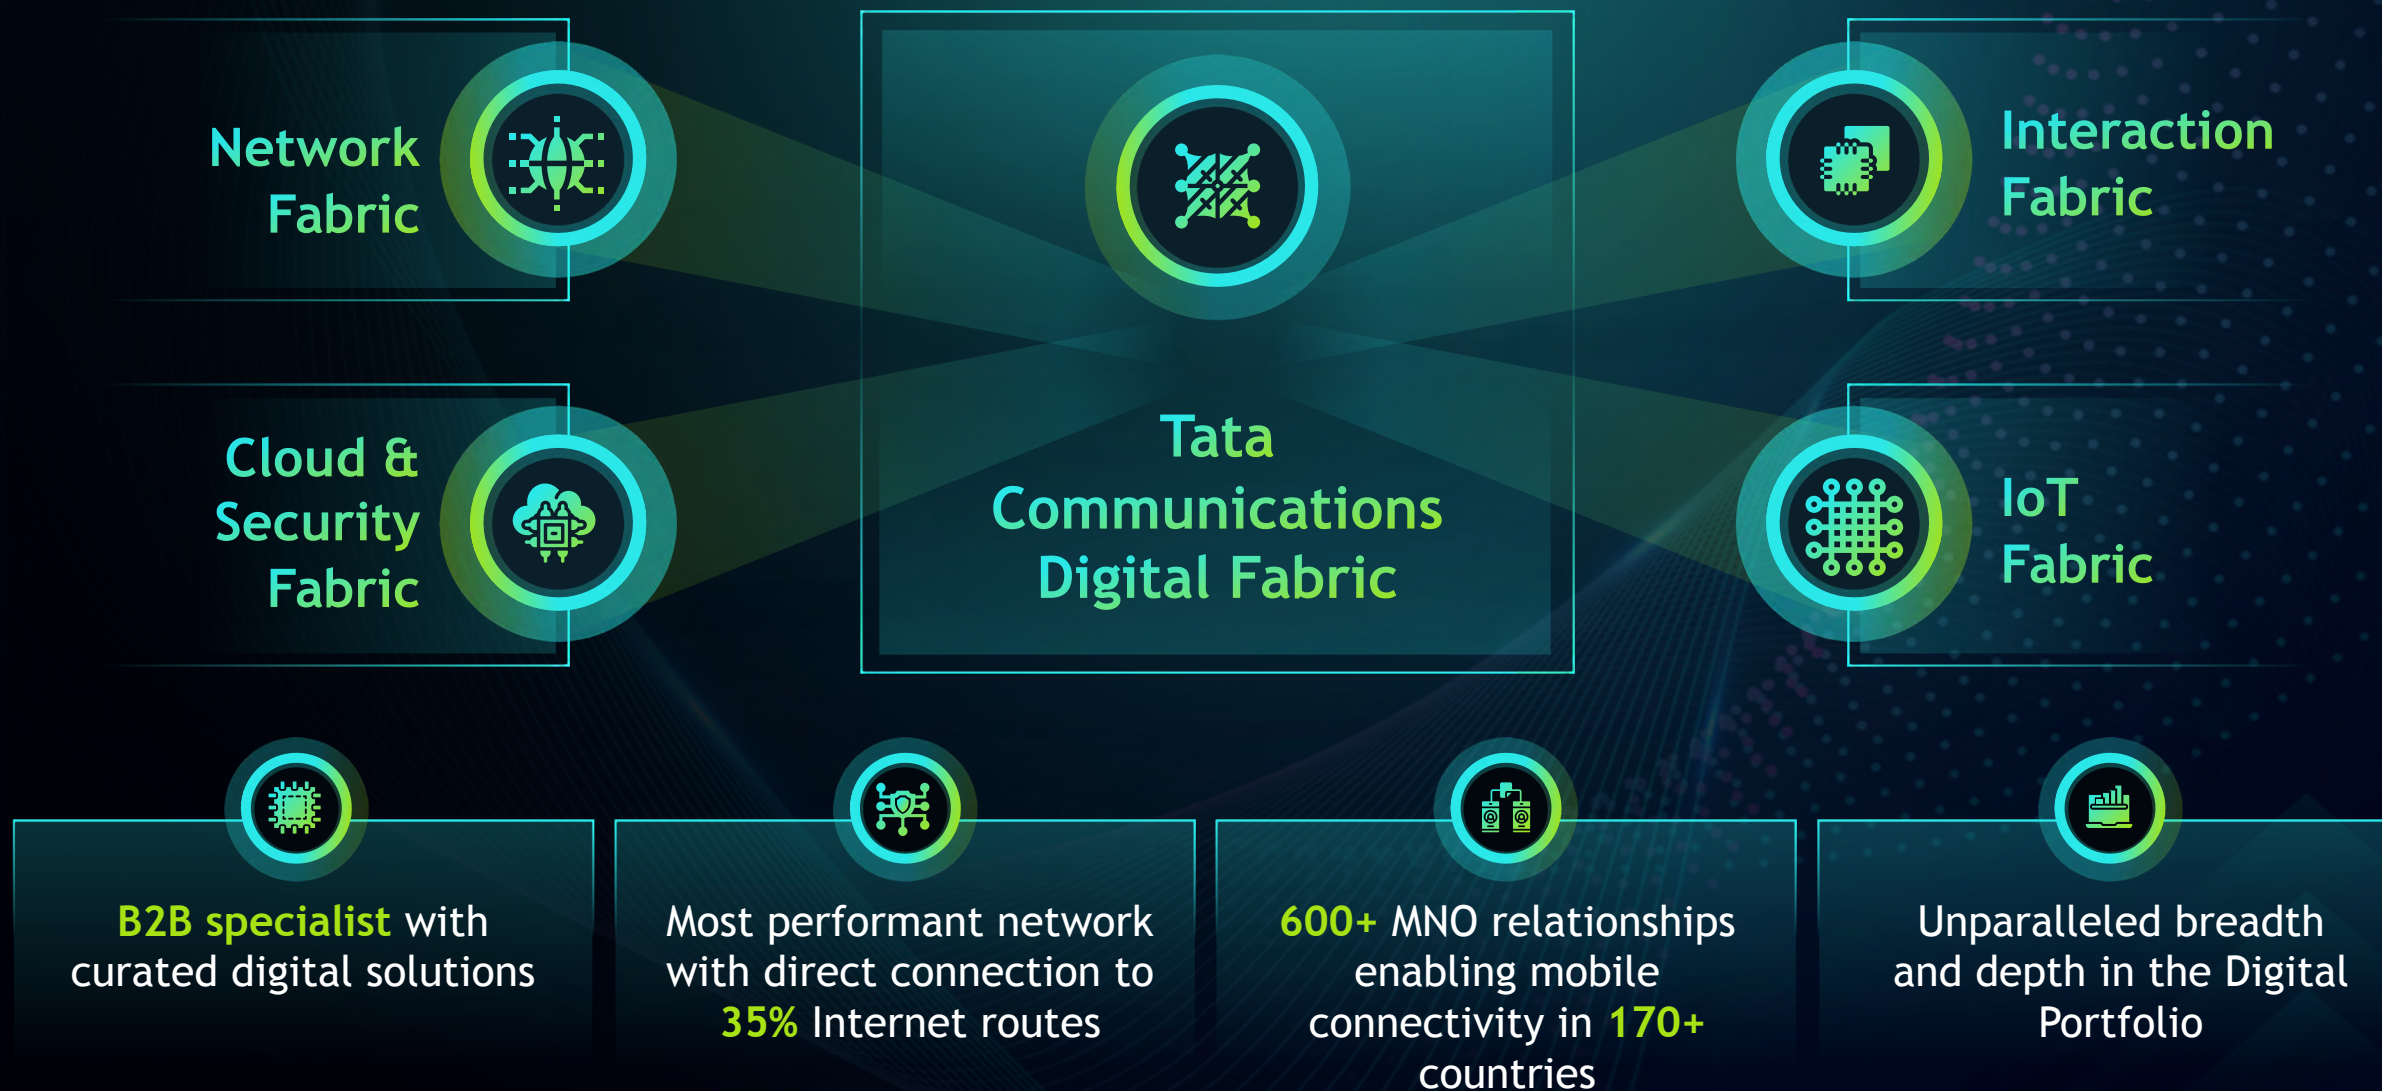 Network
Fabric
Cloud &
Security
Fabric
Tata
Communications
Digital Fabric
Interaction
Fabric
IoT
Fabric
B2B specialist with
curated digital solutions
Most performant network
with direct connection to
35% Internet routes
600+ MNO relationships
enabling mobile
connectivity in 170+
countries
Unparalleled breadth
and depth in the Digital
Portfolio